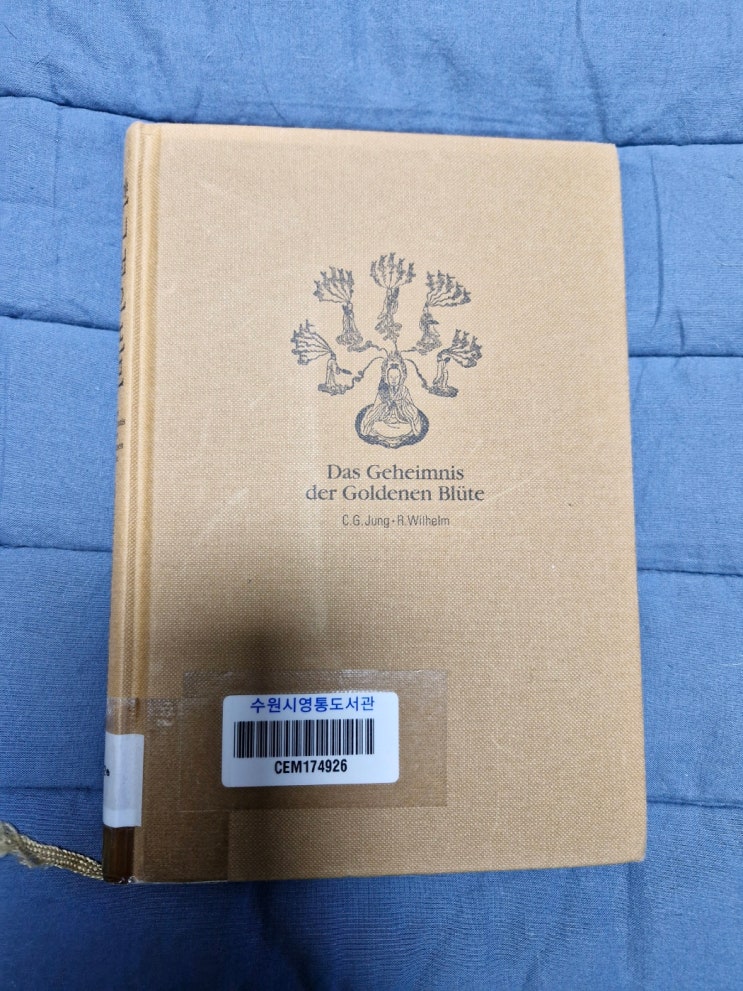 Das Geheimnis
der Goldenen Blüte
C.G.Jung·R.Wilhelm
수원시영통도서관
CEM174926